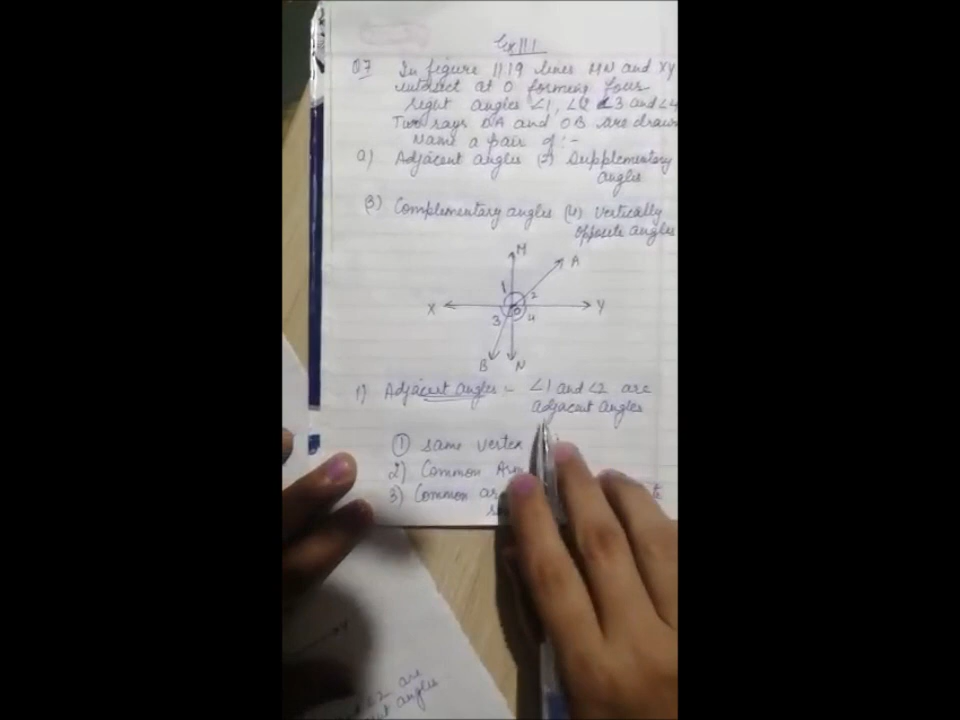 Ex 11.1
Q7 In figure 11.19 lines MN and XY
intersect at O forming four
right angles ∠1, ∠2 ∠3 and ∠4
Two rays OA and OB are drawn
Name a pair of :-
a) Adjacent angles (2) Supplementary
angles
(3) Complementary angles (4) Vertically
opposite angles
M
A
1
2
X
O
Y
3
4
B
N
1) Adjacent angles :- ∠1 and ∠2 are
adjacent angles
① same vertex
2) Common Arm
3) Common
∠2 are
angles